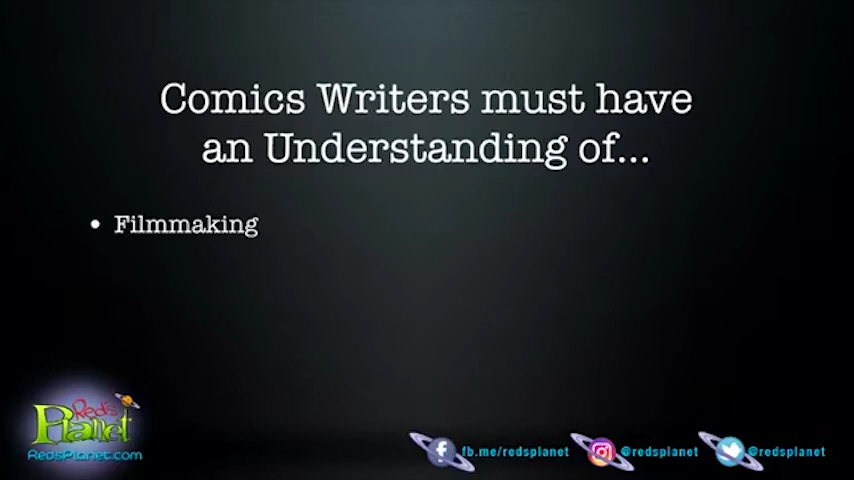 Comics Writers must have
an Understanding of...
• Filmmaking
Red's
Planet
RedsPlanet.com
fb.me/redsplanet
@redsplanet
@redsplanet